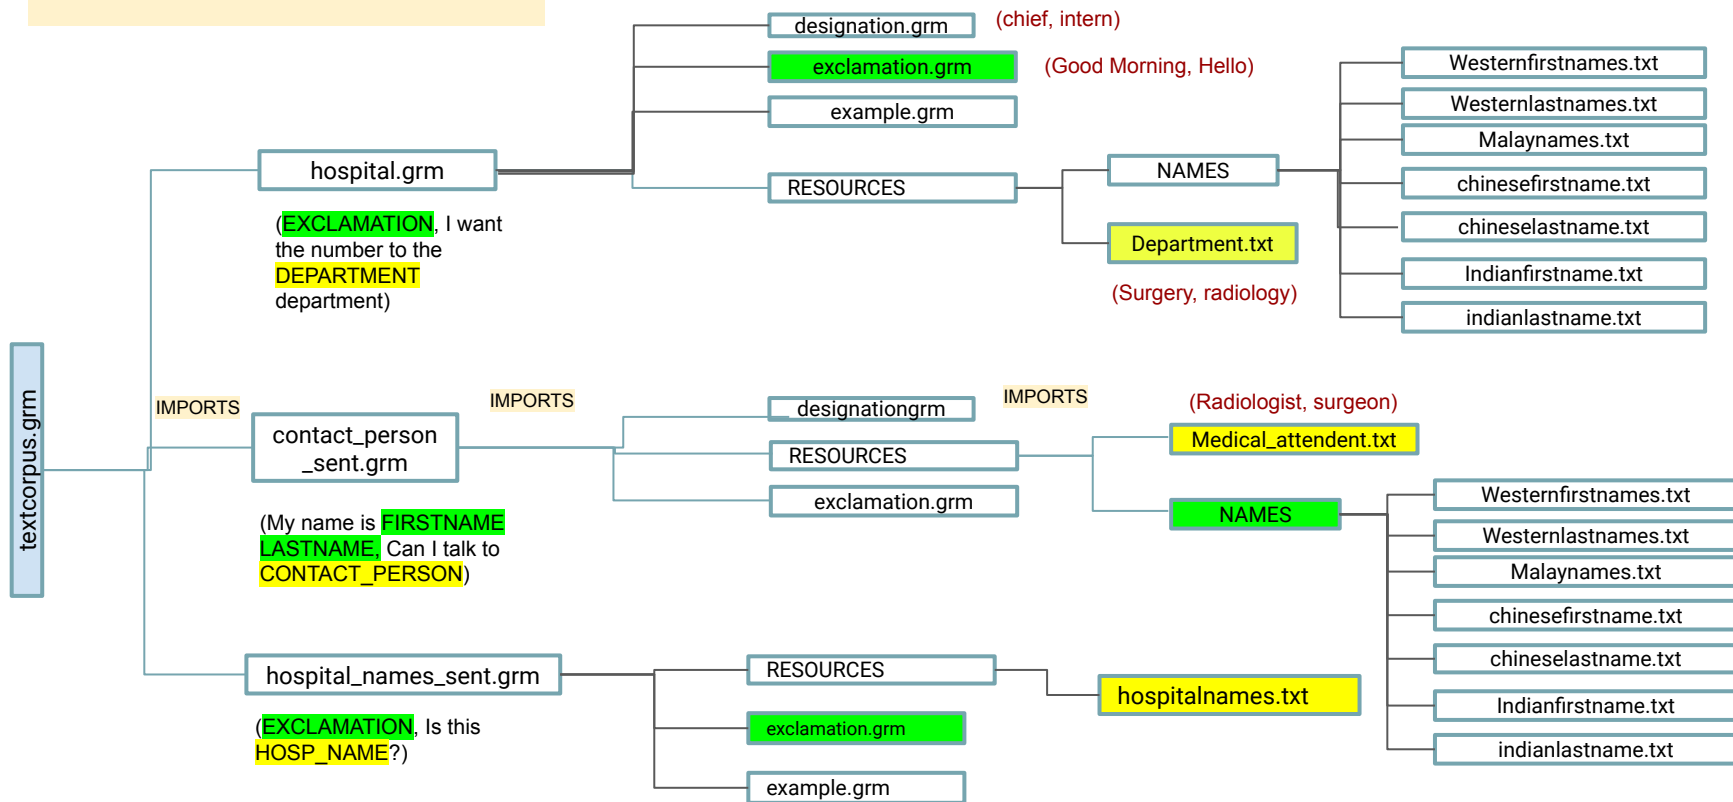 designation.grm
(chief, intern)
exclamation.grm
(Good Morning, Hello)
example.grm
hospital.grm
RESOURCES
NAMES
Department.txt
(Surgery, radiology)
Westernfirstnames.txt
Westernlastnames.txt
Malaynames.txt
chinesefirstname.txt
chineselastname.txt
Indianfirstname.txt
indianlastname.txt
(EXCLAMATION, I want
the number to the
DEPARTMENT
department)
textcorpus.grm
IMPORTS
IMPORTS
IMPORTS
contact_person
_sent.grm
designationgrm
RESOURCES
exclamation.grm
(Radiologist, surgeon)
Medical_attendent.txt
NAMES
Westernfirstnames.txt
Westernlastnames.txt
Malaynames.txt
chinesefirstname.txt
chineselastname.txt
Indianfirstname.txt
indianlastname.txt
(My name is FIRSTNAME
LASTNAME, Can I talk to
CONTACT_PERSON)
hospital_names_sent.grm
RESOURCES
hospitalnames.txt
exclamation.grm
example.grm
(EXCLAMATION, Is this
HOSP_NAME?)